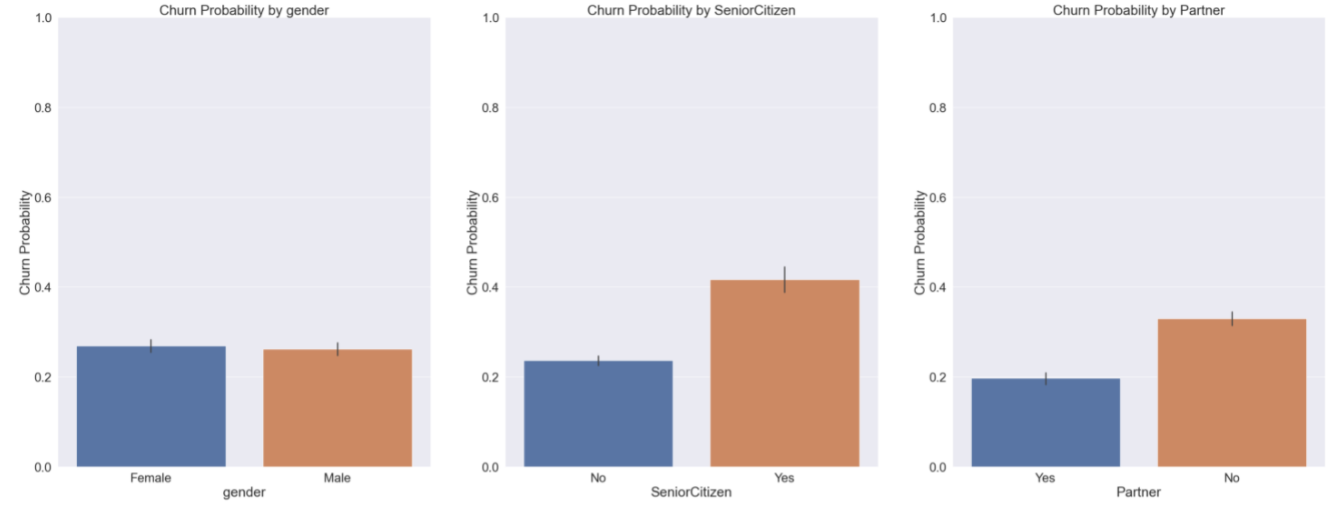 Churn Probability by gender
1.0
0.8
0.6
0.4
0.2
0.0
Churn Probability
Female Male
gender
Churn Probability by SeniorCitizen
1.0
0.8
0.6
0.4
0.2
0.0
Churn Probability
No Yes
SeniorCitizen
Churn Probability by Partner
1.0
0.8
0.6
0.4
0.2
0.0
Churn Probability
Yes No
Partner